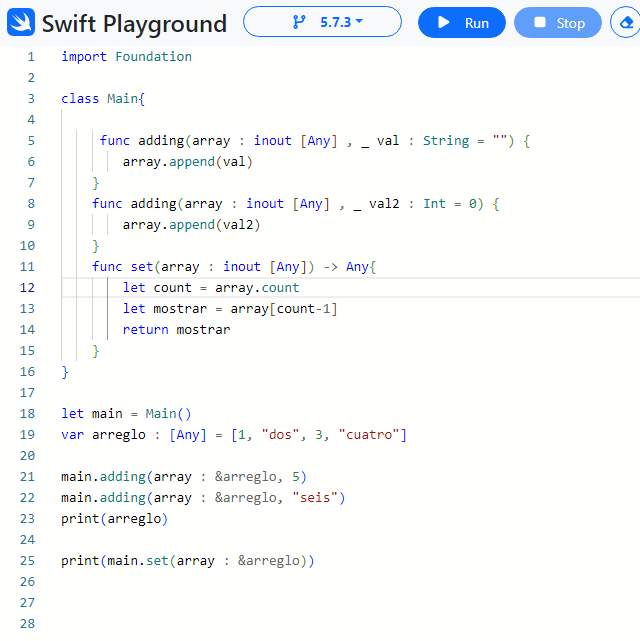 Swift Playground 5.7.3 Run Stop
1 import Foundation
2
3 class Main{
4
5 func adding(array : inout [Any] , _ val : String = "") {
6 array.append(val)
7 }
8 func adding(array : inout [Any] , _ val2 : Int = 0) {
9 array.append(val2)
10 }
11 func set(array : inout [Any]) -> Any{
12 let count = array.count
13 let mostrar = array[count-1]
14 return mostrar
15 }
16 }
17
18 let main = Main()
19 var arreglo : [Any] = [1, "dos", 3, "cuatro"]
20
21 main.adding(array : &arreglo, 5)
22 main.adding(array : &arreglo, "seis")
23 print(arreglo)
24
25 print(main.set(array : &arreglo))
26
27
28